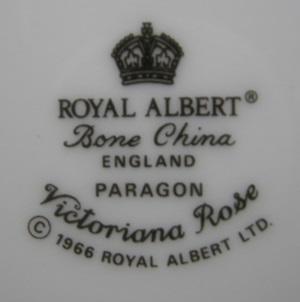 ROYAL ALBERT®
Bone China
ENGLAND
PARAGON
Victoriana Rose
© 1966 ROYAL ALBERT LTD.